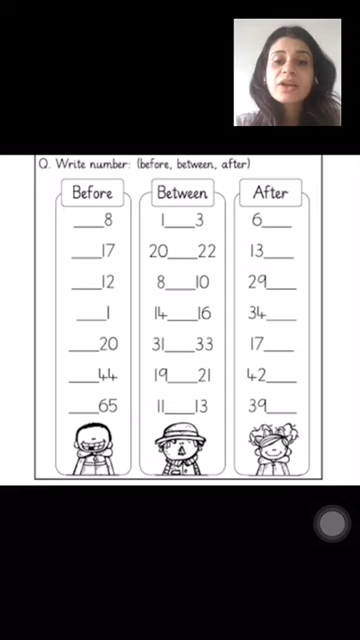 Q. Write number: (before, between, after)
Before Between After
___8 1___3 6___
___17 20___22 13___
___12 8___10 29___
___1 14___16 34___
___20 31___33 17___
___44 19___21 42___
___65 11___13 39___